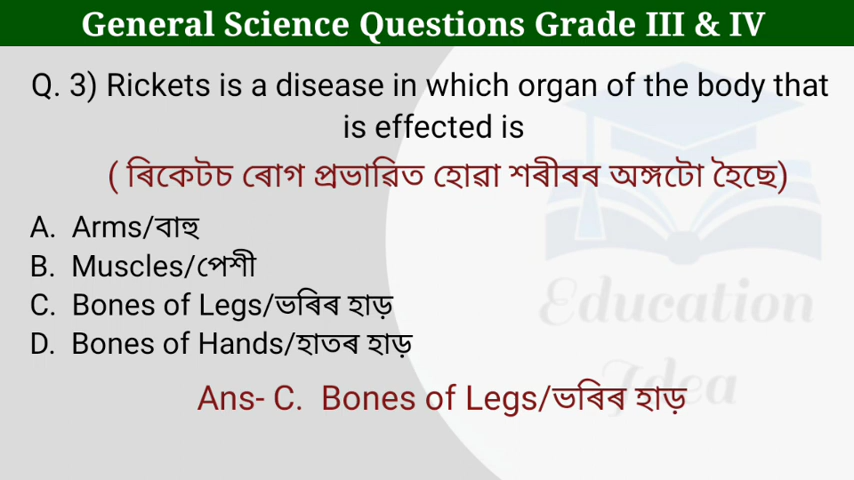 General Science Questions Grade III & IV
Q. 3) Rickets is a disease in which organ of the body that
is effected is
( ৰিকেটচ ৰোগ প্ৰভাৱিত হোৱা শৰীৰৰ অঙ্গটো হৈছে)
A. Arms/বাহু
B. Muscles/পেশী
C. Bones of Legs/ভৰিৰ হাড়
D. Bones of Hands/হাতৰ হাড়
Education
Idea
Ans- C. Bones of Legs/ভৰিৰ হাড়